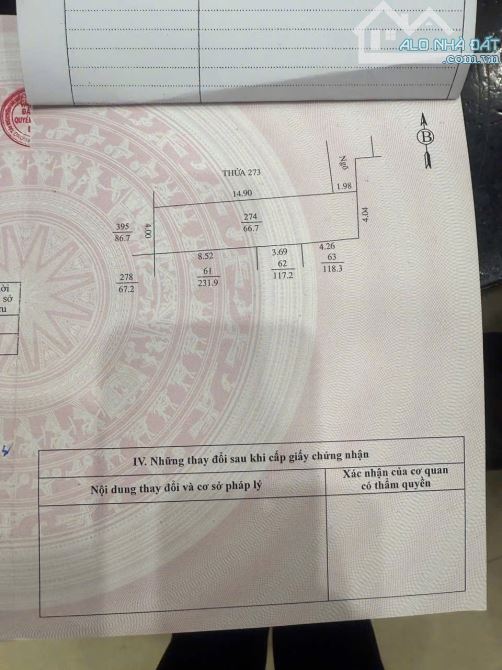 ALO NHÀ ĐẤT
.com.vn
B
THỬA 273
Ngõ
14.90
1.98
395
86.7
4.00
274
66.7
4.04
278
67.2
8.52
61
231.9
3.69
62
117.2
4.26
63
118.3
IV. Những thay đổi sau khi cấp giấy chứng nhận
Nội dung thay đổi và cơ sở pháp lý
Xác nhận của cơ quan
có thẩm quyền